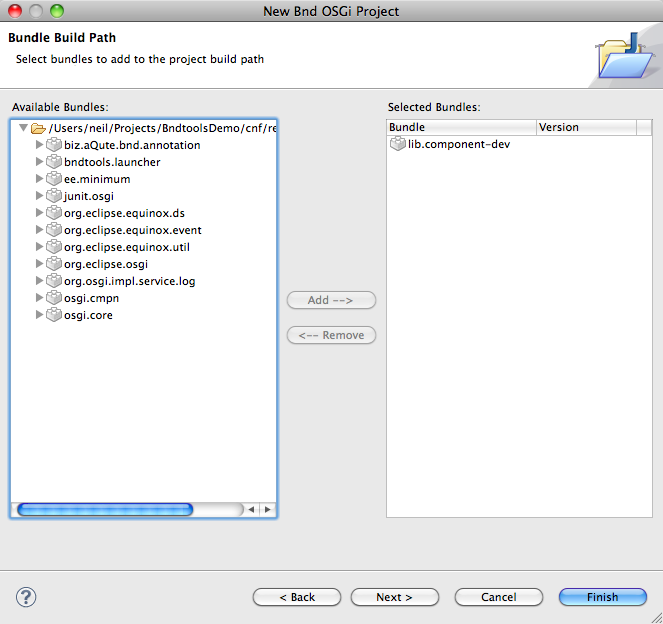 New Bnd OSGi Project
Bundle Build Path
Select bundles to add to the project build path
Available Bundles:
/Users/neil/Projects/BndtoolsDemo/cnf/re
biz.aQute.bnd.annotation
bndtools.launcher
ee.minimum
junit.osgi
org.eclipse.equinox.ds
org.eclipse.equinox.event
org.eclipse.equinox.util
org.eclipse.osgi
org.osgi.impl.service.log
osgi.cmpn
osgi.core
Add -->
<-- Remove
Selected Bundles:
Bundle Version
lib.component-dev
?
< Back Next > Cancel Finish